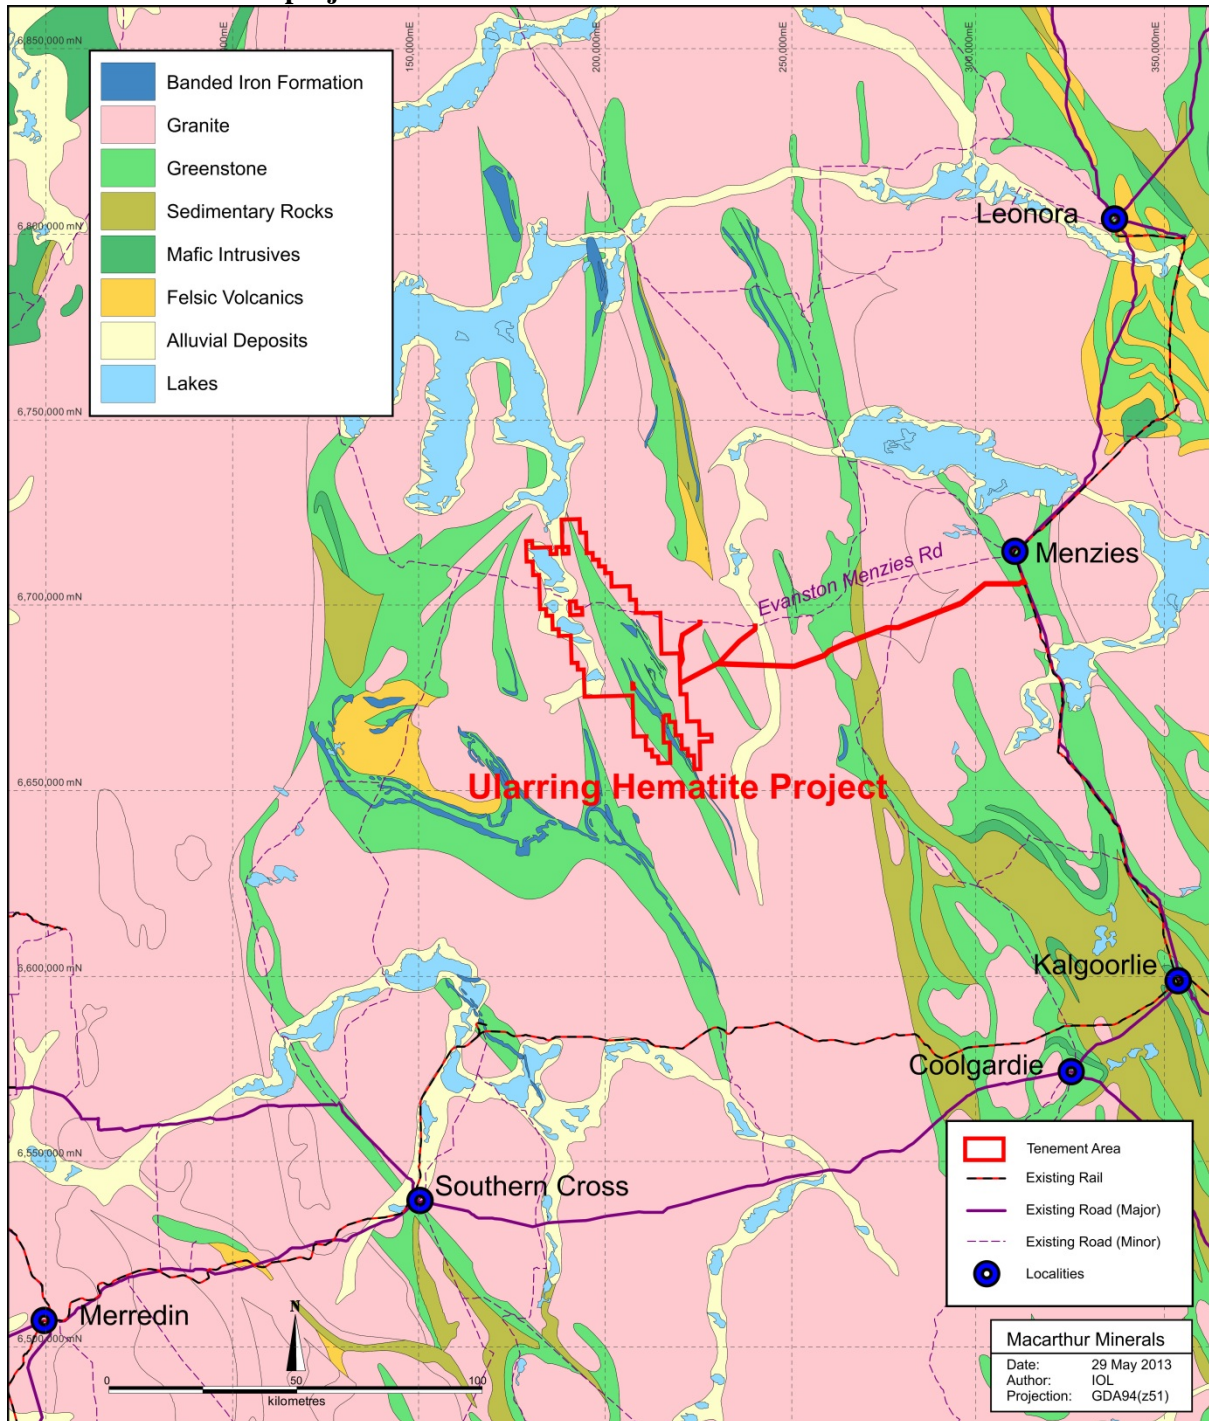 6,850,000 mN
150,000mE
200,000mE
250,000mE
300,000mE
350,000mE
Banded Iron Formation
Granite
Greenstone
Sedimentary Rocks
Mafic Intrusives
Felsic Volcanics
Alluvial Deposits
Lakes
6,800,000 mN
Leonora
6,750,000 mN
Menzies
Evanston Menzies Rd
6,700,000 mN
6,650,000 mN
Ularring Hematite Project
6,600,000 mN
Kalgoorlie
Coolgardie
6,550,000 mN
Southern Cross
Merredin
6,500,000 mN
N
0 50 100
kilometres
Tenement Area
Existing Rail
Existing Road (Major)
Existing Road (Minor)
Localities
Macarthur Minerals
Date: 29 May 2013
Author: IOL
Projection: GDA94(z51)